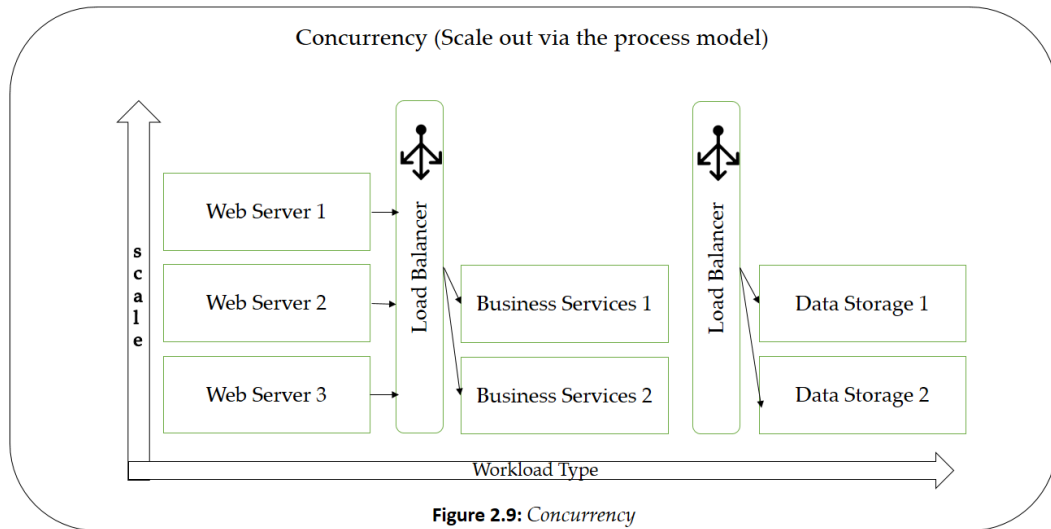 Concurrency (Scale out via the process model)
scale
Web Server 1
Web Server 2
Web Server 3
Load Balancer
Business Services 1
Business Services 2
Load Balancer
Data Storage 1
Data Storage 2
Workload Type
Figure 2.9: Concurrency